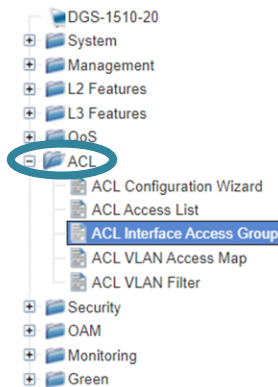 DGS-1510-20
System
Management
L2 Features
L3 Features
QoS
ACL
ACL Configuration Wizard
ACL Access List
ACL Interface Access Group
ACL VLAN Access Map
ACL VLAN Filter
Security
OAM
Monitoring
Green